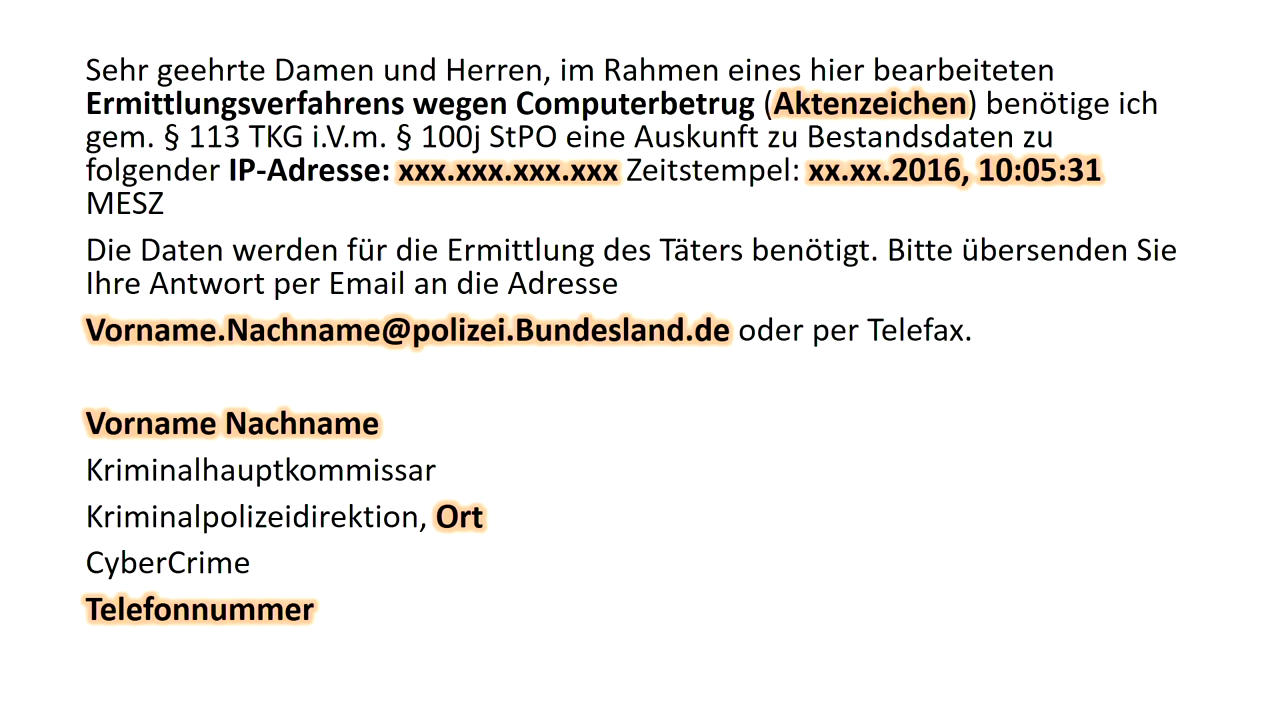 Sehr geehrte Damen und Herren, im Rahmen eines hier bearbeiteten
Ermittlungsverfahrens wegen Computerbetrug (Aktenzeichen) benötige ich
gem. § 113 TKG i.V.m. § 100j StPO eine Auskunft zu Bestandsdaten zu
folgender IP-Adresse: xxx.xxx.xxx.xxx Zeitstempel: xx.xx.2016, 10:05:31
MESZ
Die Daten werden für die Ermittlung des Täters benötigt. Bitte übersenden Sie
Ihre Antwort per Email an die Adresse
Vorname.Nachname@polizei.Bundesland.de oder per Telefax.
Vorname Nachname
Kriminalhauptkommissar
Kriminalpolizeidirektion, Ort
CyberCrime
Telefonnummer